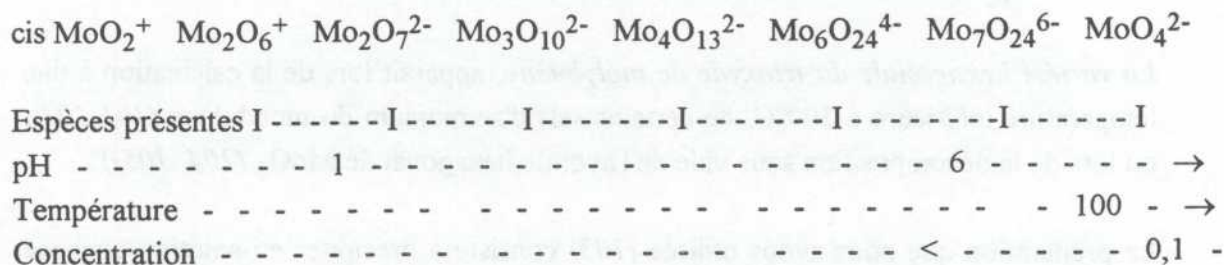 cis MoO₂⁺ Mo₂O₆⁺ Mo₂O₇²⁻ Mo₃O₁₀²⁻ Mo₄O₁₃²⁻ Mo₆O₂₄⁴⁻ Mo₇O₂₄⁶⁻ MoO₄²⁻
Espèces présentes I - - - - - - I - - - - - - I - - - - - - - I - - - - - - - I - - - - - - - I - - - - - - I
pH - - - - - - - - - - - - - 1 - - - - - - - - - - - - - - - - - - - - - - - - - - - 6 - - - - - - - - →
Température - - - - - - - - - - - - - - - - - - - - - - - - - - - - - - - - - - - - - 100 - →
Concentration - - - - - - - - - - - - - - - - - - - - - - - - - - - - - - < - - - - - - - - 0,1 -